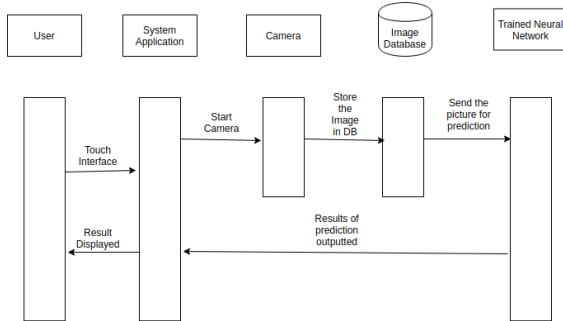 User
System
Application
Camera
Image
Database
Trained Neural
Network
Touch
Interface
Start
Camera
Store
the
Image
in DB
Send the
picture for
prediction
Result
Displayed
Results of
prediction
outputted